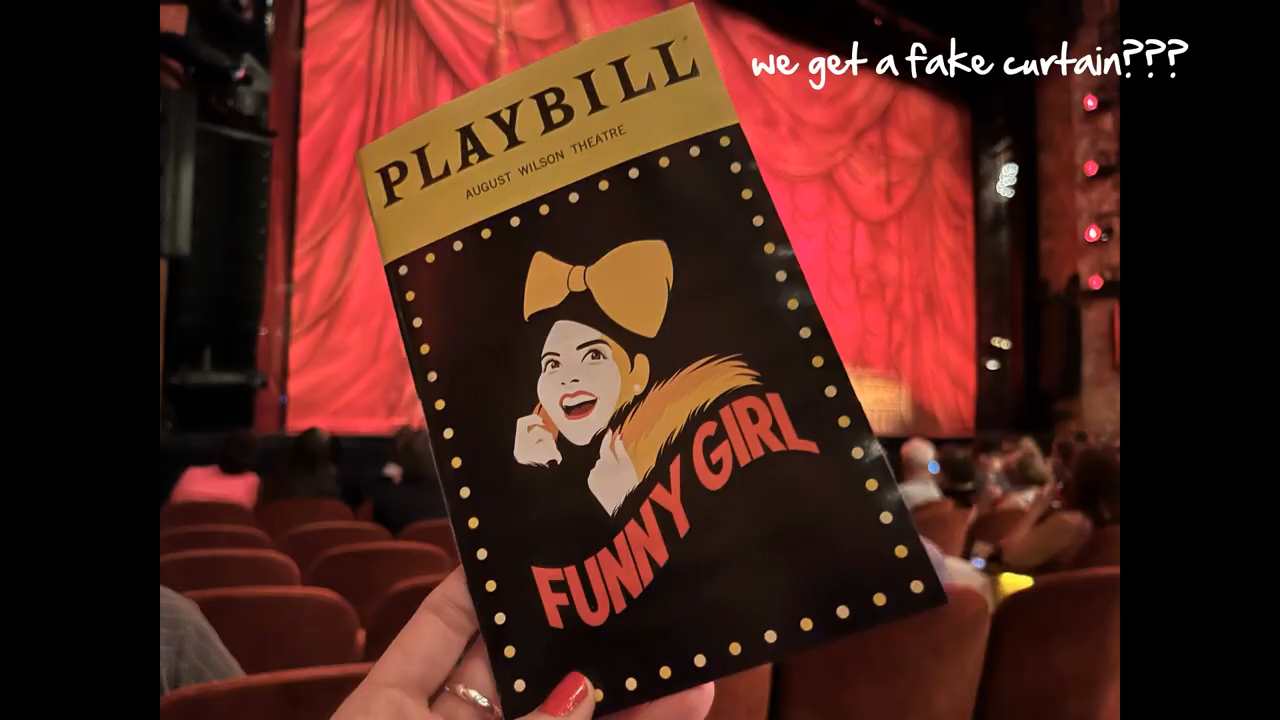 we get a fake curtain???
PLAYBILL
AUGUST WILSON THEATRE
FUNNY GIRL